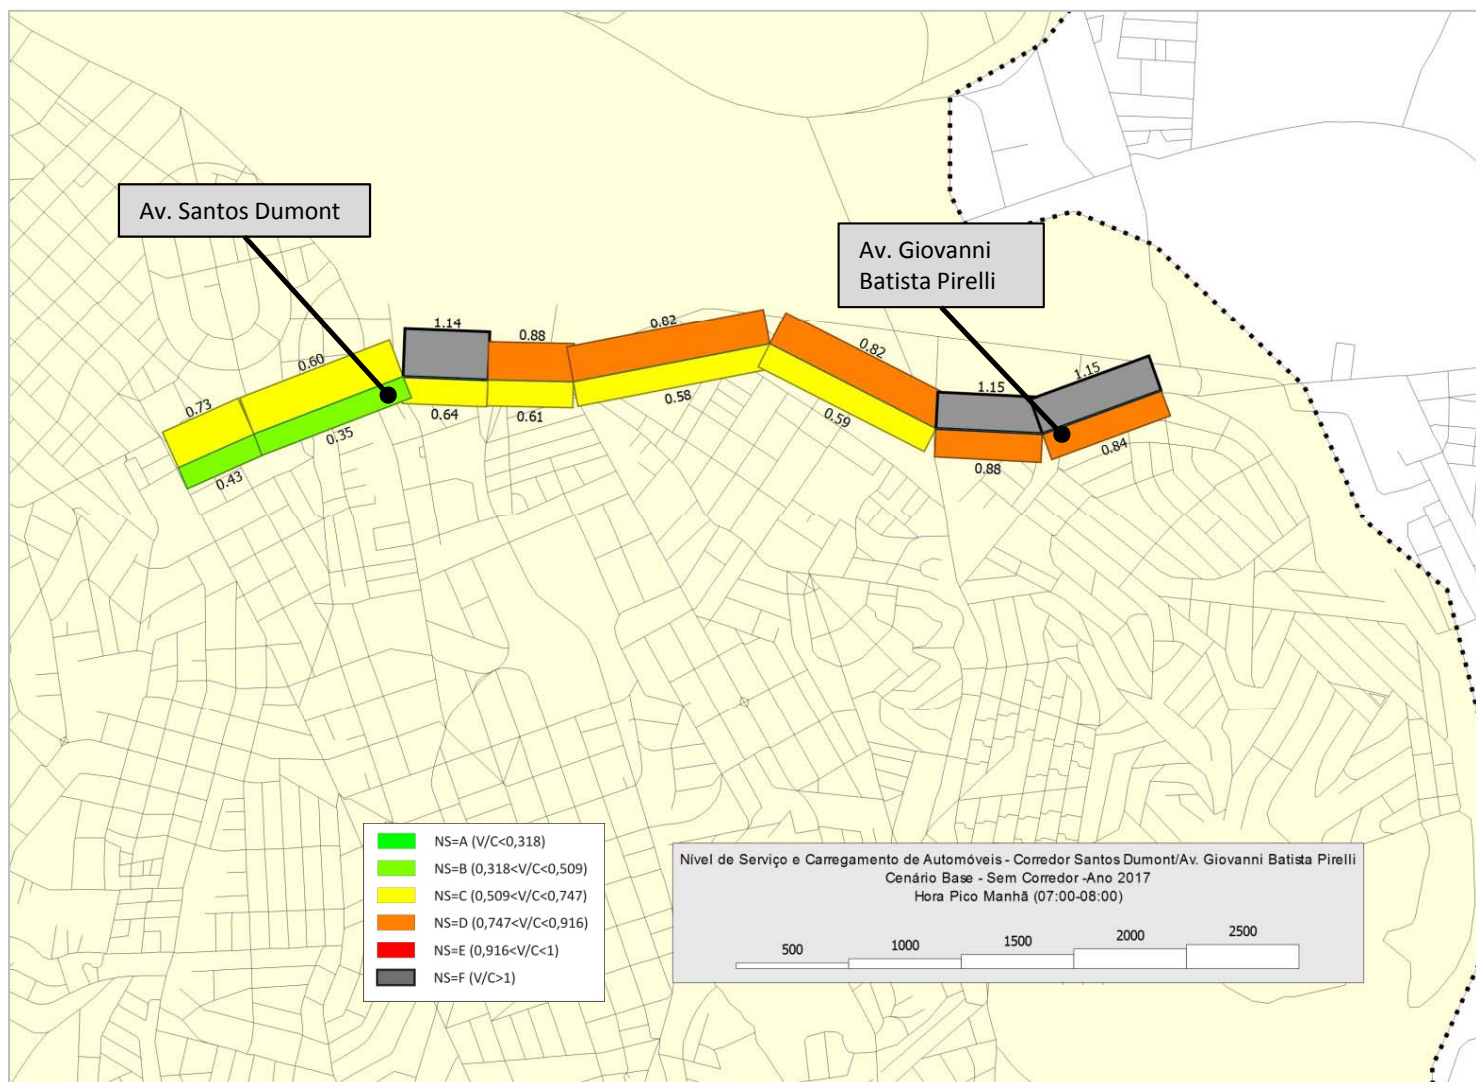 Av. Santos Dumont
Av. Giovanni
Batista Pirelli
1.14
0.88
0.82
0.82
0.60
0.73
1.15
1.15
0.35
0.43
0.64
0.61
0.58
0.59
0.88
0.84
NS=A (V/C<0,318)
NS=B (0,318<V/C<0,509)
NS=C (0,509<V/C<0,747)
NS=D (0,747<V/C<0,916)
NS=E (0,916<V/C<1)
NS=F (V/C>1)
Nível de Serviço e Carregamento de Automóveis - Corredor Santos Dumont/Av. Giovanni Batista Pirelli
Cenário Base - Sem Corredor -Ano 2017
Hora Pico Manhã (07:00-08:00)
500 1000 1500 2000 2500